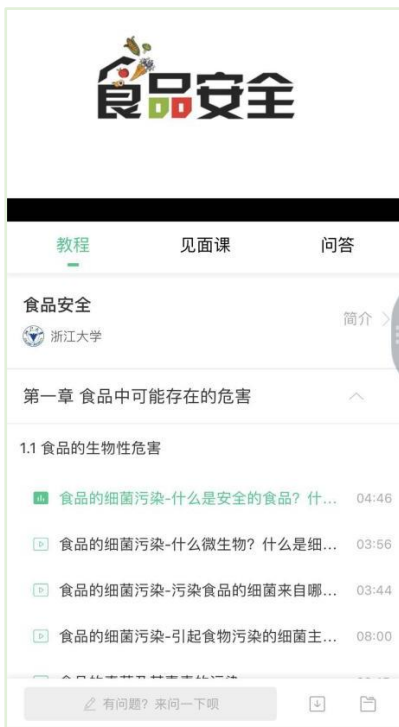 食品安全
教程
见面课
问答
食品安全
简介
浙江大学
第一章 食品中可能存在的危害
1.1 食品的生物性危害
食品的细菌污染-什么是安全的食品？什... 04:46
食品的细菌污染-什么微生物？什么是细... 03:56
食品的细菌污染-污染食品的细菌来自哪... 03:44
食品的细菌污染-引起食物污染的细菌主... 08:00
有问题？来问一下呗